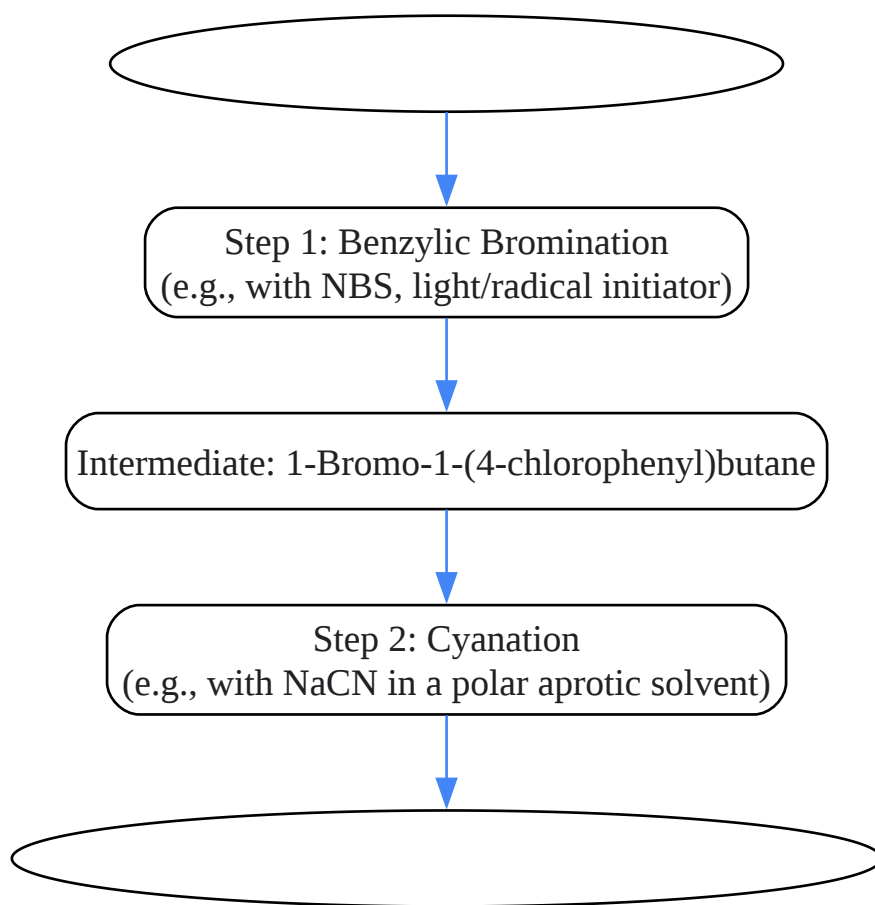 Step 1: Benzylic Bromination
(e.g., with NBS, light/radical initiator)
Intermediate: 1-Bromo-1-(4-chlorophenyl)butane
Step 2: Cyanation
(e.g., with NaCN in a polar aprotic solvent)